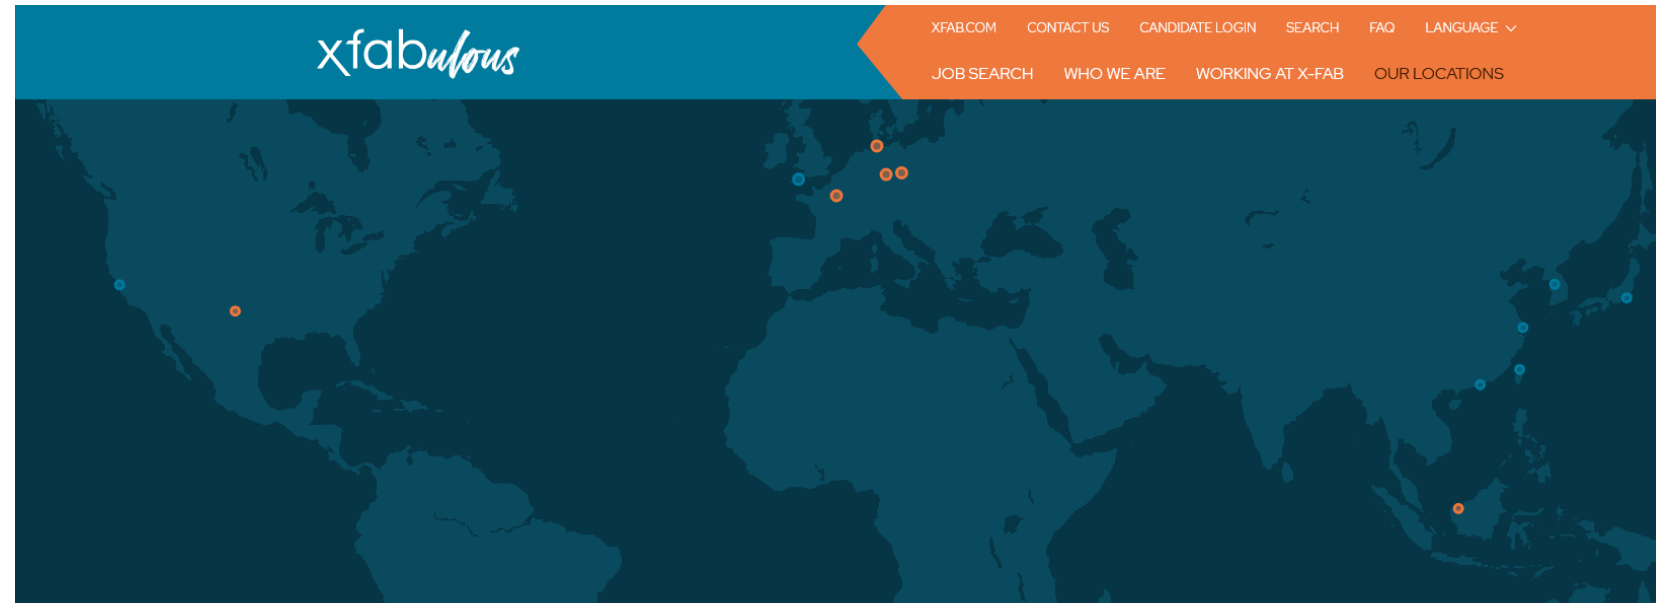 xfabulous
XFAB.COM CONTACT US CANDIDATE LOGIN SEARCH FAQ LANGUAGE
JOB SEARCH WHO WE ARE WORKING AT X-FAB OUR LOCATIONS